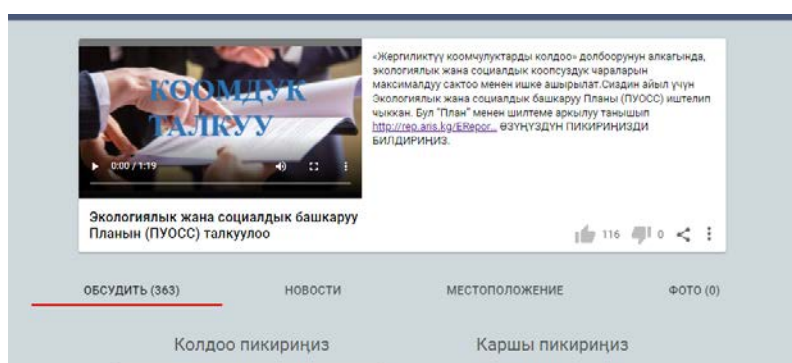 КООМДУК
ТАЛКУУ
0:00 / 1:19
Экологиялык жана социалдык башкаруу
Планын (ПУОСС) талкуулоо
«Жергиликтүү коомчулуктарды колдоо» долбоорунун алкагында,
экологиялык жана социалдык коопсуздук чараларын
максималдуу сактоо менен ишке ашырылат.Сиздин айыл үчүн
Экологиялык жана социалдык башкаруу Планы (ПУОСС) иштелип
чыккан. Бул "План" менен шилтеме аркылуу танышып
http://rep.aris.kg/ERepor... ӨЗҮҢҮЗДҮН ПИКИРИҢИЗДИ
БИЛДИРИҢИЗ.
116 0
ОБСУДИТЬ (363) НОВОСТИ МЕСТОПОЛОЖЕНИЕ ФОТО (0)
Колдоо пикириңиз Каршы пикириңиз